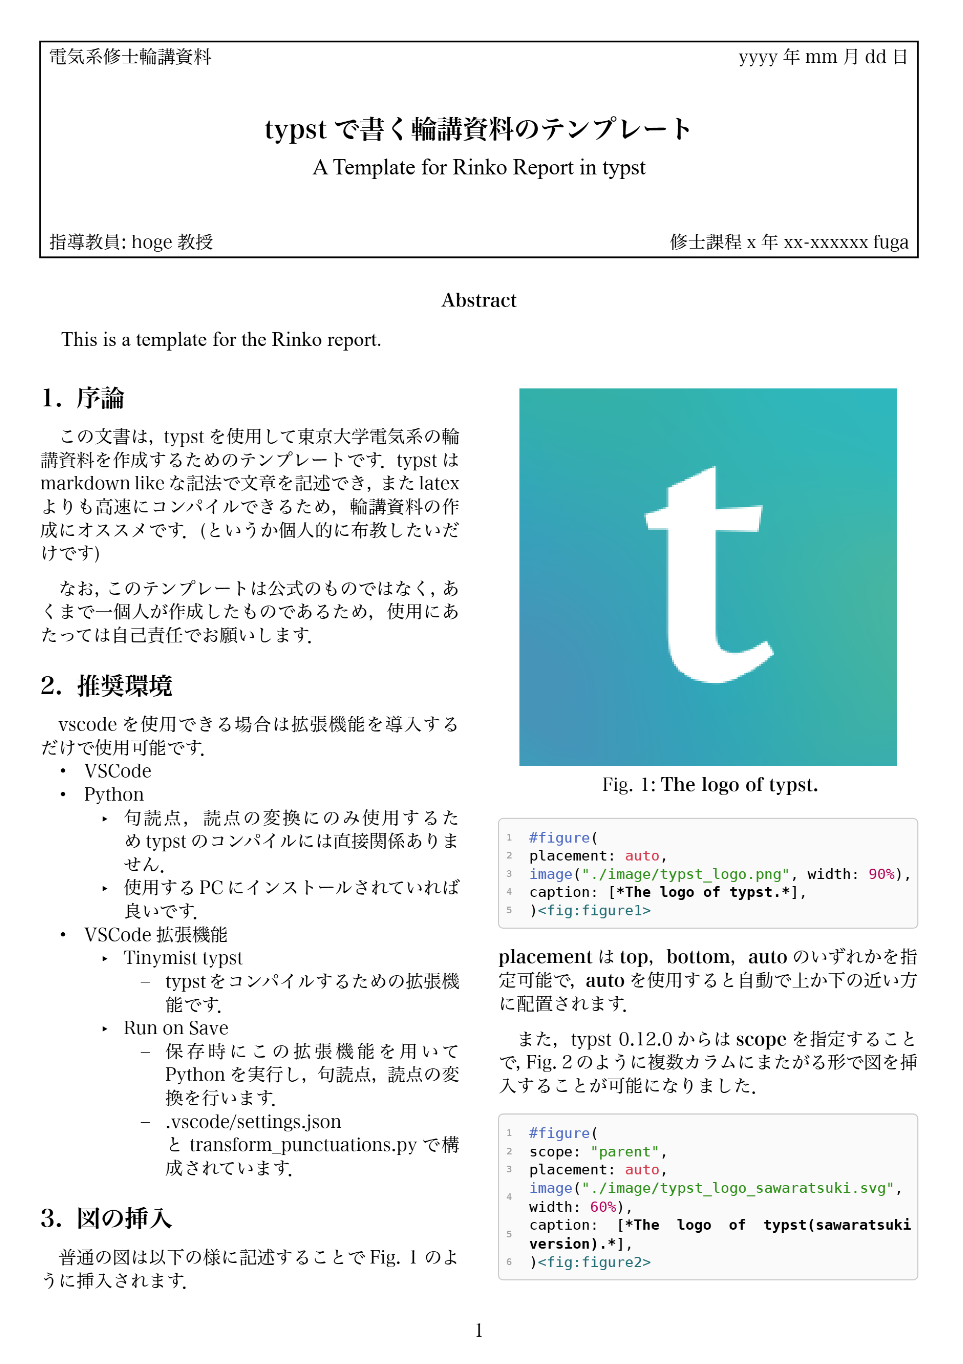 電気系修士輪講資料
yyyy 年 mm 月 dd 日
typst で書く輪講資料のテンプレート
A Template for Rinko Report in typst
指導教員: hoge 教授
修士課程 x 年 xx-xxxxxx fuga
Abstract
This is a template for the Rinko report.
1. 序論
この文書は，typst を使用して東京大学電気系の輪
講資料を作成するためのテンプレートです．typst は
markdown like な記法で文章を記述でき，また latex
よりも高速にコンパイルできるため，輪講資料の作
成にオススメです．(というか個人的に布教したいだ
けです)
なお，このテンプレートは公式のものではなく，あ
くまで一個人が作成したものであるため，使用にあ
たっては自己責任でお願いします．
2. 推奨環境
vscode を使用できる場合は拡張機能を導入する
だけで使用可能です．
• VSCode
• Python
‣ 句読点，読点の変換にのみ使用するた
め typst のコンパイルには直接関係ありま
せん．
‣ 使用する PC にインストールされていれば
良いです．
• VSCode 拡張機能
‣ Tinymist typst
– typst をコンパイルするための拡張機
能です．
‣ Run on Save
– 保存時にこの拡張機能を用いて
Python を実行し，句読点，読点の変
換を行います．
– .vscode/settings.json
と transform_punctuations.py で構
成されています．
3. 図の挿入
普通の図は以下の様に記述することで Fig. 1 のよ
うに挿入されます．
t
Fig. 1: The logo of typst.
1 #figure(
2 placement: auto,
3 image("./image/typst_logo.png", width: 90%),
4 caption: [*The logo of typst.*],
5 )<fig:figure1>
placement は top，bottom，auto のいずれかを指
定可能で，auto を使用すると自動で上か下の近い方
に配置されます．
また，typst 0.12.0 からは scope を指定すること
で，Fig. 2 のように複数カラムにまたがる形で図を挿
入することが可能になりました．
1 #figure(
2 scope: "parent",
3 placement: auto,
4 image("./image/typst_logo_sawaratsuki.svg",
width: 60%),
5 caption: [*The logo of typst(sawaratsuki
version).*],
6 )<fig:figure2>
1